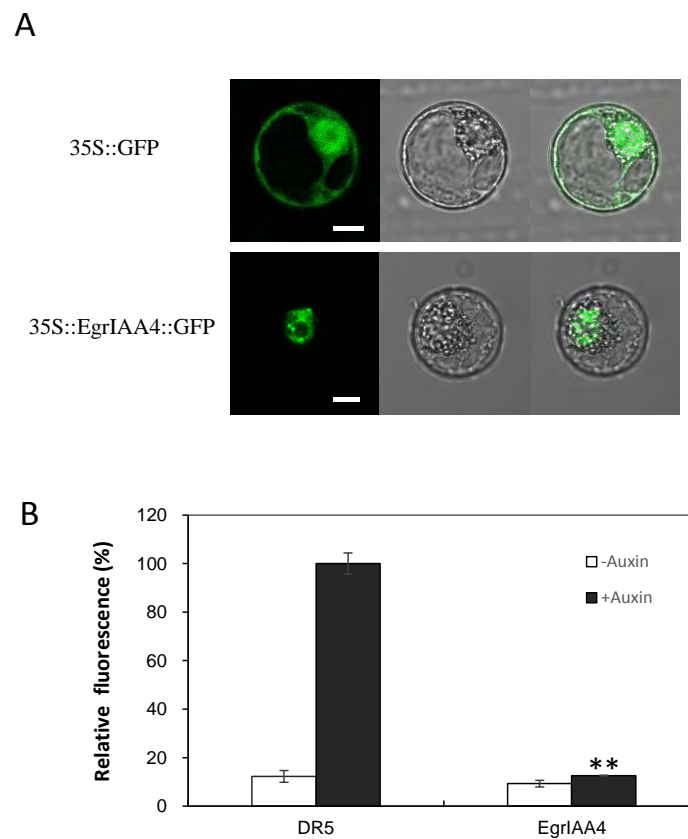 A
35S::GFP
35S::EgrIAA4::GFP
B
Relative fluorescence (%)
120
100
80
60
40
20
0
-Auxin
+Auxin
**
DR5
EgrIAA4